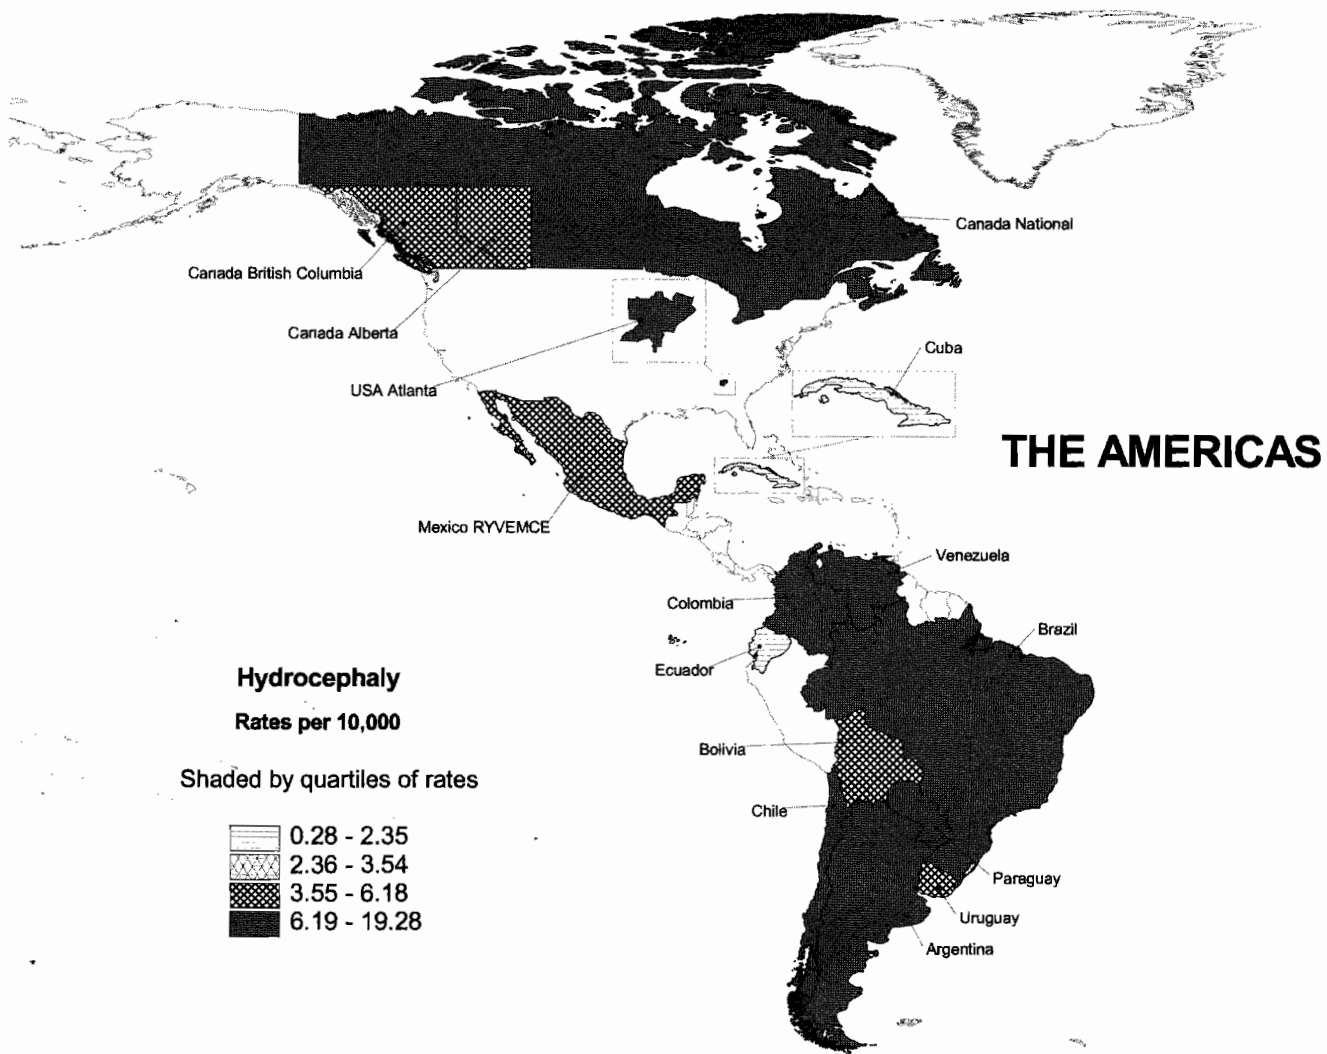 Canada National
Canada British Columbia
Canada Alberta
Cuba
USA Atlanta
THE AMERICAS
Mexico RYVEMCE
Venezuela
Colombia
Brazil
Ecuador
Hydrocephaly
Rates per 10,000
Bolivia
Shaded by quartiles of rates
Chile
0.28 - 2.35
2.36 - 3.54
3.55 - 6.18
6.19 - 19.28
Paraguay
Uruguay
Argentina